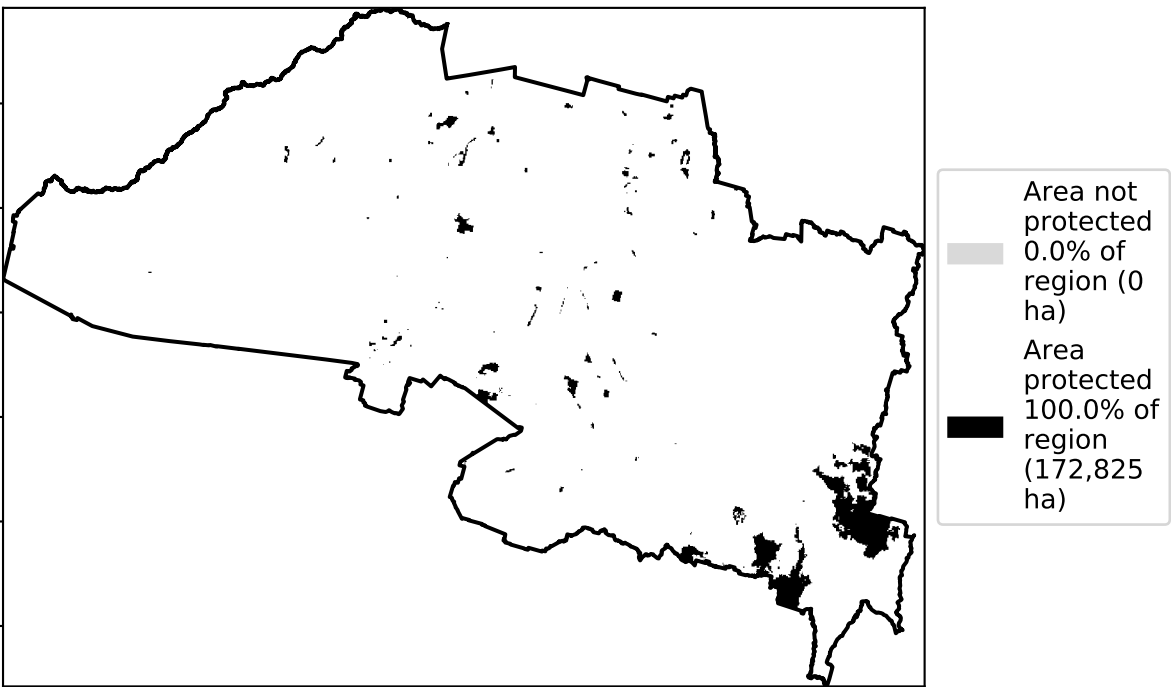 Area not
protected
0.0% of
region (0
ha)
Area
protected
100.0% of
region
(172,825
ha)